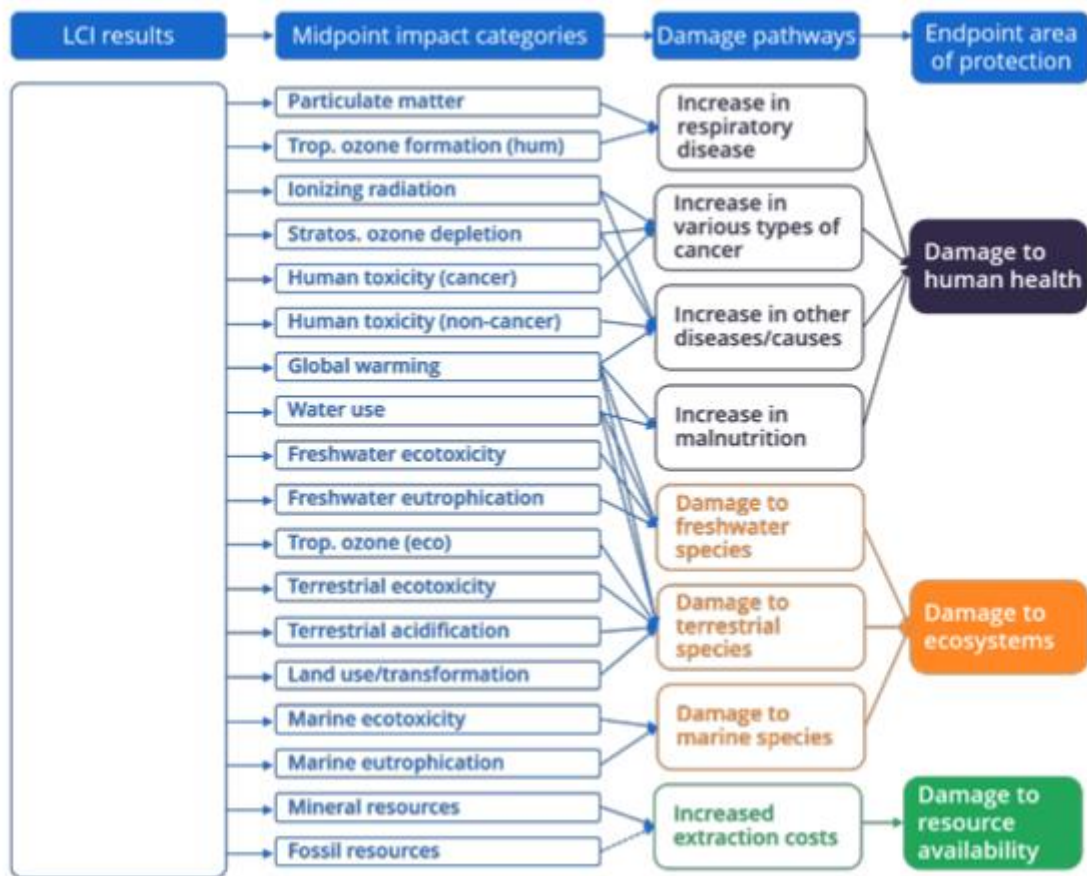 LCI results
Midpoint impact categories
Damage pathways
Endpoint area
of protection
Particulate matter
Trop. ozone formation (hum)
Ionizing radiation
Stratos. ozone depletion
Human toxicity (cancer)
Human toxicity (non-cancer)
Global warming
Water use
Freshwater ecotoxicity
Freshwater eutrophication
Trop. ozone (eco)
Terrestrial ecotoxicity
Terrestrial acidification
Land use/transformation
Marine ecotoxicity
Marine eutrophication
Mineral resources
Fossil resources
Increase in
respiratory
disease
Increase in
various types of
cancer
Increase in other
diseases/causes
Increase in
malnutrition
Damage to
freshwater
species
Damage to
terrestrial
species
Damage to
marine species
Increased
extraction costs
Damage to
human health
Damage to
ecosystems
Damage to
resource
availability